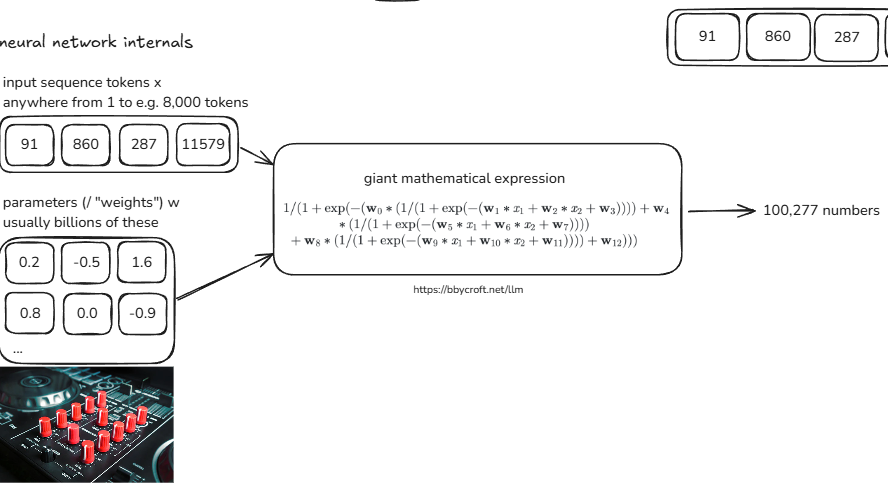 neural network internals
input sequence tokens x
anywhere from 1 to e.g. 8,000 tokens
91 860 287 11579
parameters (/ "weights") w
usually billions of these
0.2 -0.5 1.6
0.8 0.0 -0.9
...
giant mathematical expression
1/(1 + exp(−(w₀ ∗ (1/(1 + exp(−(w₁ ∗ x₁ + w₂ ∗ x₂ + w₃)))) + w₄
∗ (1/(1 + exp(−(w₅ ∗ x₁ + w₆ ∗ x₂ + w₇))))
+ w₈ ∗ (1/(1 + exp(−(w₉ ∗ x₁ + w₁₀ ∗ x₂ + w₁₁)))) + w₁₂)))
https://bbycroft.net/llm
91 860 287
100,277 numbers